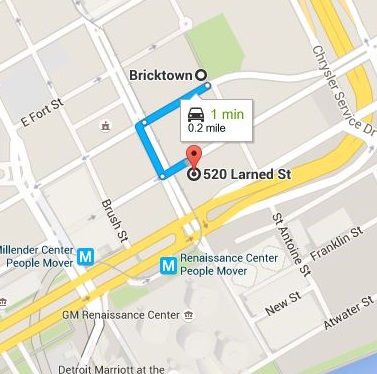 Bricktown
Chrysler Service Dr
E Fort St
1 min
0.2 mile
520 Larned St
Brush St
St Antoine St
Millender Center
People Mover
M
M
Renaissance Center
People Mover
Franklin St
GM Renaissance Center
New St
Atwater St
Detroit Marriott at the